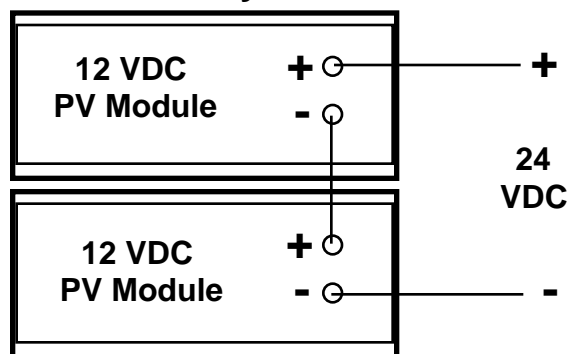 12 VDC
PV Module
+
-
+
24
VDC
12 VDC
PV Module
+
-
-